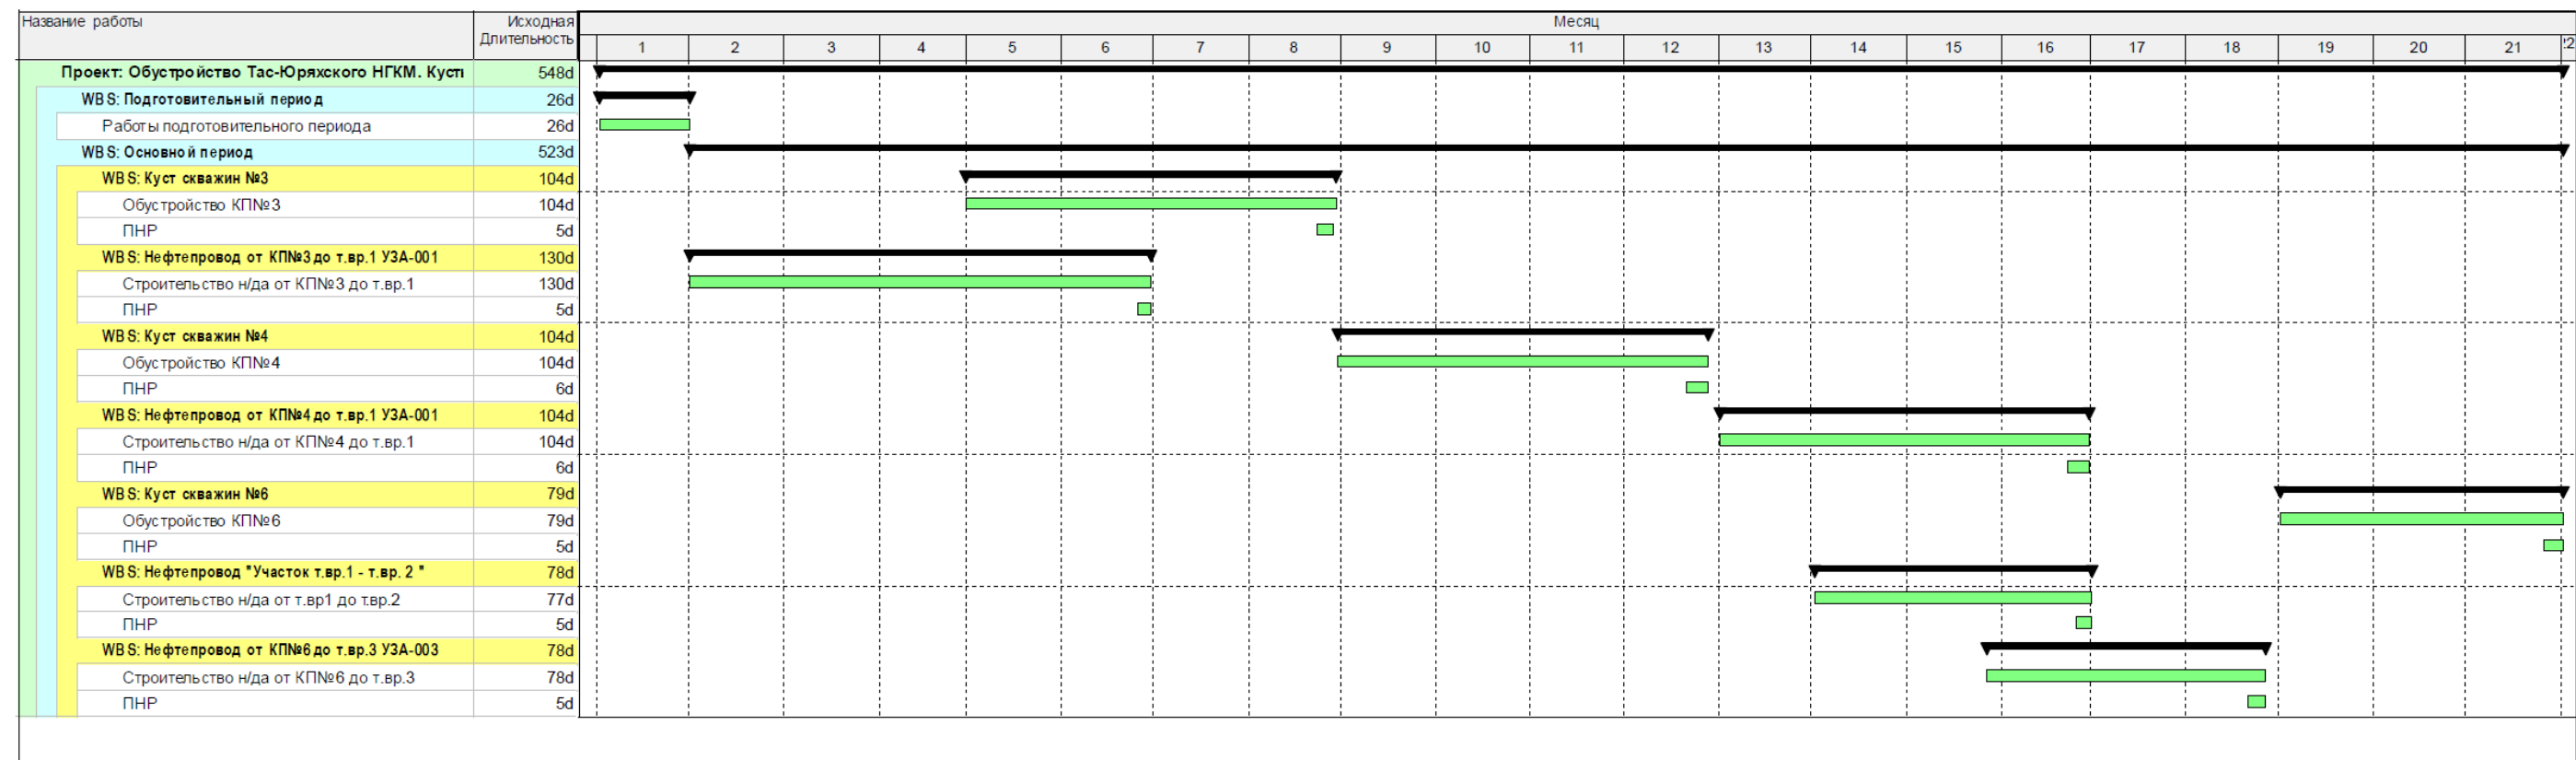 Название работы Исходная Длительность Месяц
1 2 3 4 5 6 7 8 9 10 11 12 13 14 15 16 17 18 19 20 21 22
Проект: Обустройство Тас-Юряхского НГКМ. Куст 548d
WBS: Подготовительный период 26d
Работы подготовительного периода 26d
WBS: Основной период 523d
WBS: Куст скважин №3 104d
Обустройство КП№3 104d
ПНР 5d
WBS: Нефтепровод от КП№3 до т.вр.1 УЗА-001 130d
Строительство н/да от КП№3 до т.вр.1 130d
ПНР 5d
WBS: Куст скважин №4 104d
Обустройство КП№4 104d
ПНР 6d
WBS: Нефтепровод от КП№4 до т.вр.1 УЗА-001 104d
Строительство н/да от КП№4 до т.вр.1 104d
ПНР 6d
WBS: Куст скважин №6 79d
Обустройство КП№6 79d
ПНР 5d
WBS: Нефтепровод "Участок т.вр.1 - т.вр. 2 " 78d
Строительство н/да от т.вр1 до т.вр.2 77d
ПНР 5d
WBS: Нефтепровод от КП№6 до т.вр.3 УЗА-003 78d
Строительство н/да от КП№6 до т.вр.3 78d
ПНР 5d